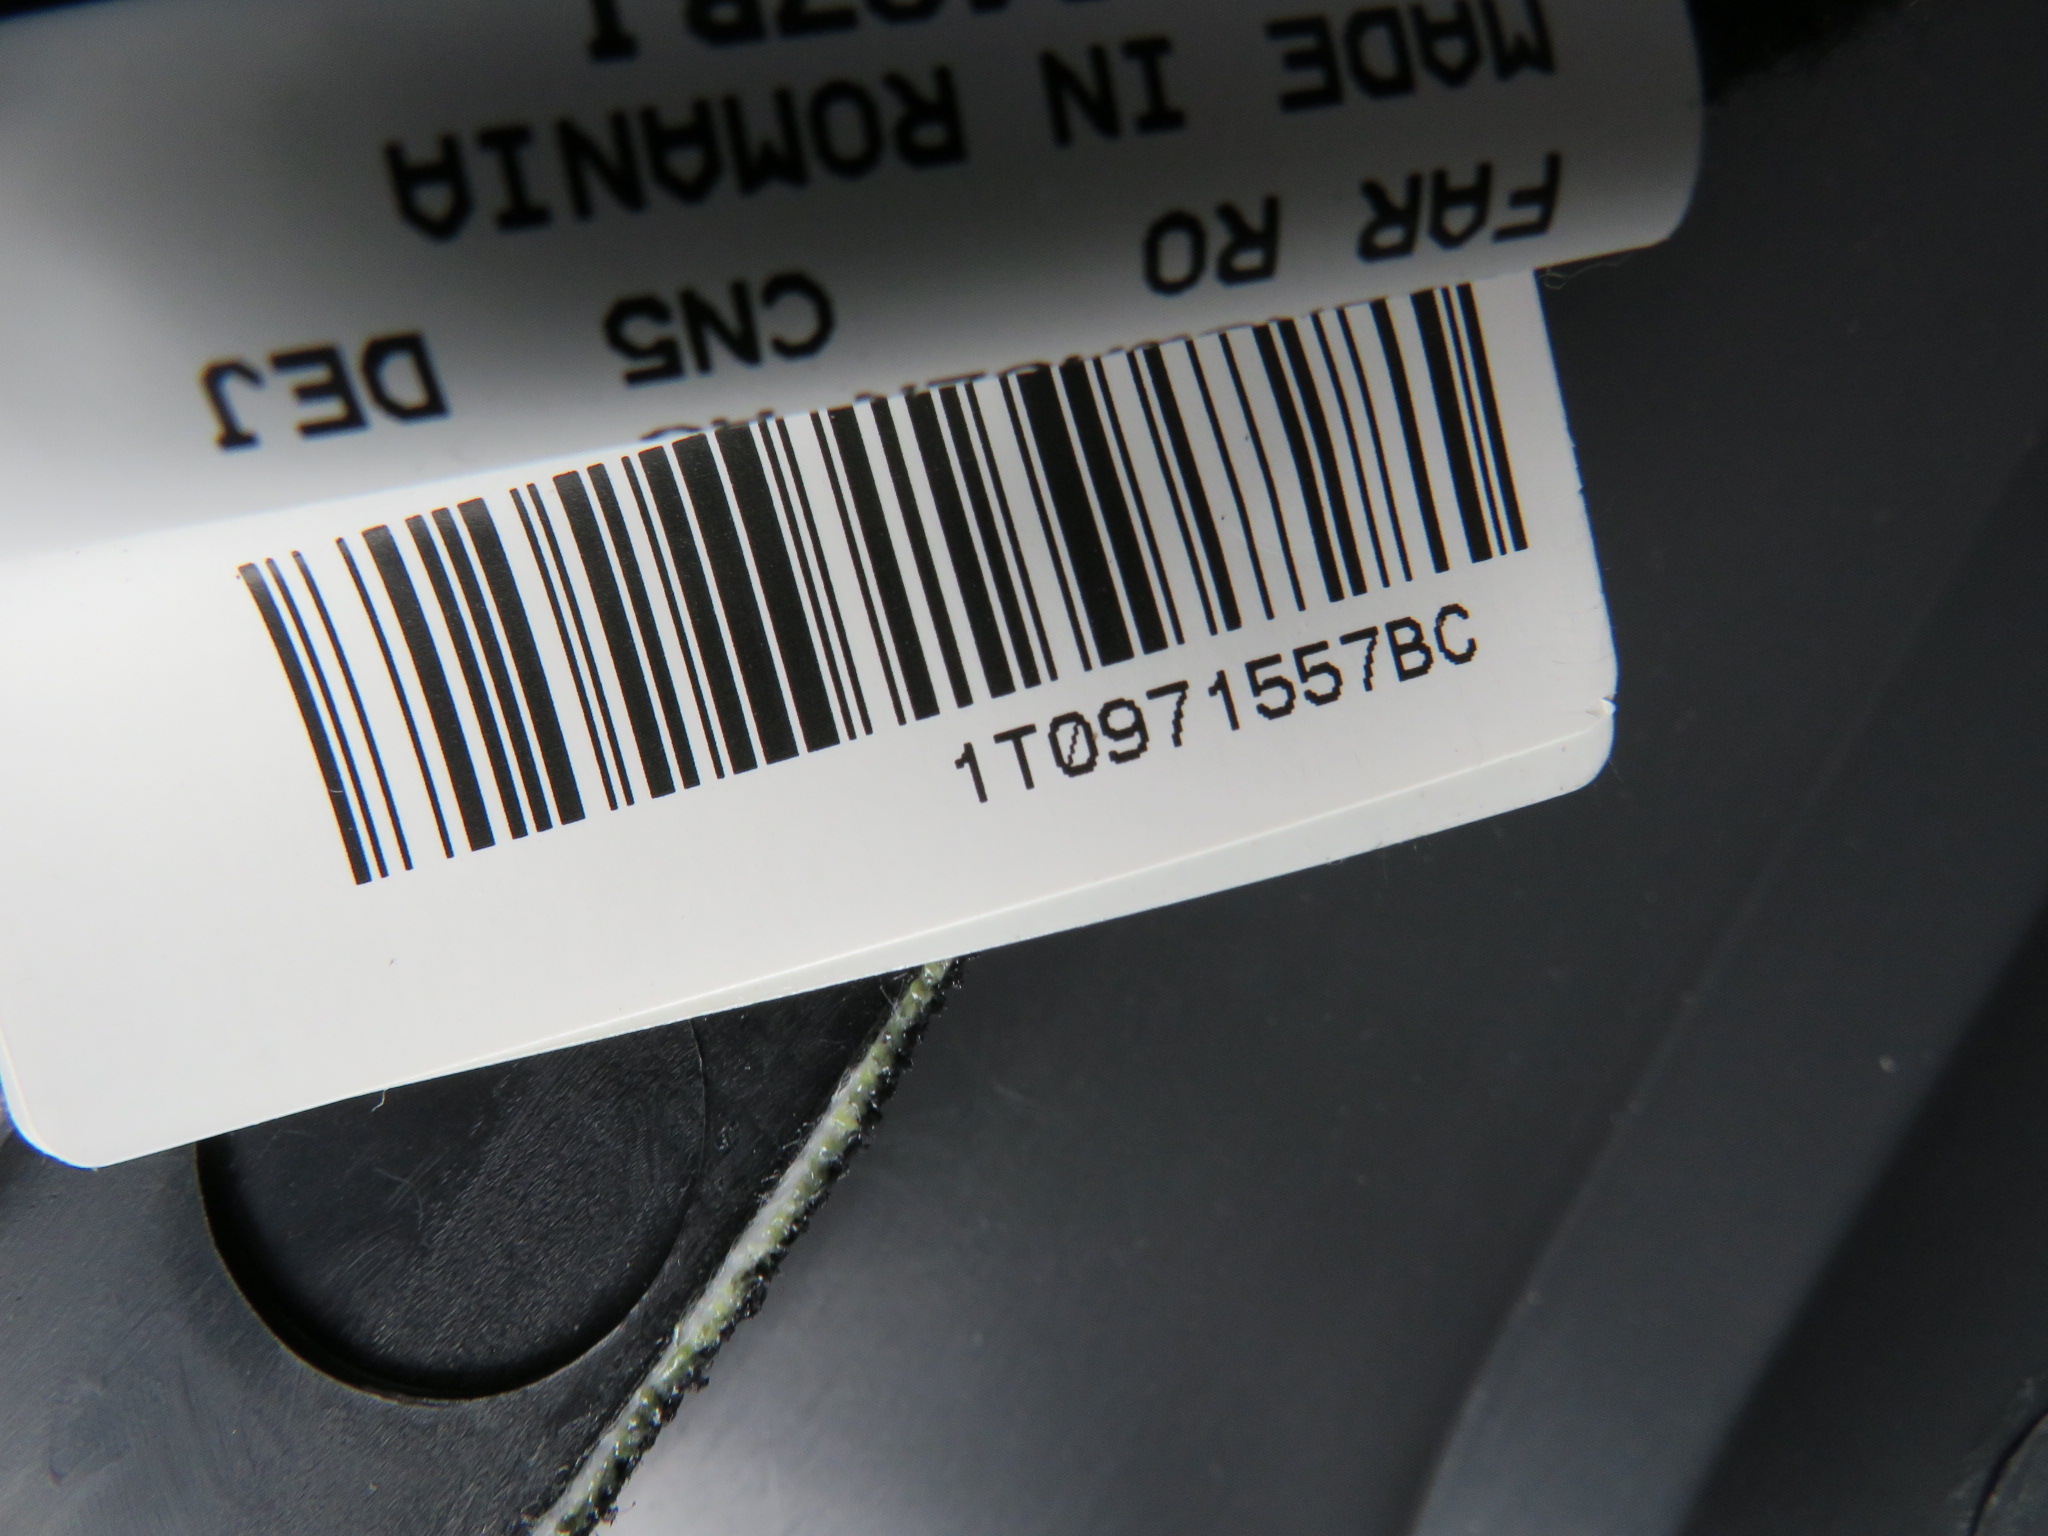 FAR RO CN5 DEJ
MADE IN ROMANIA
1T0971557BC